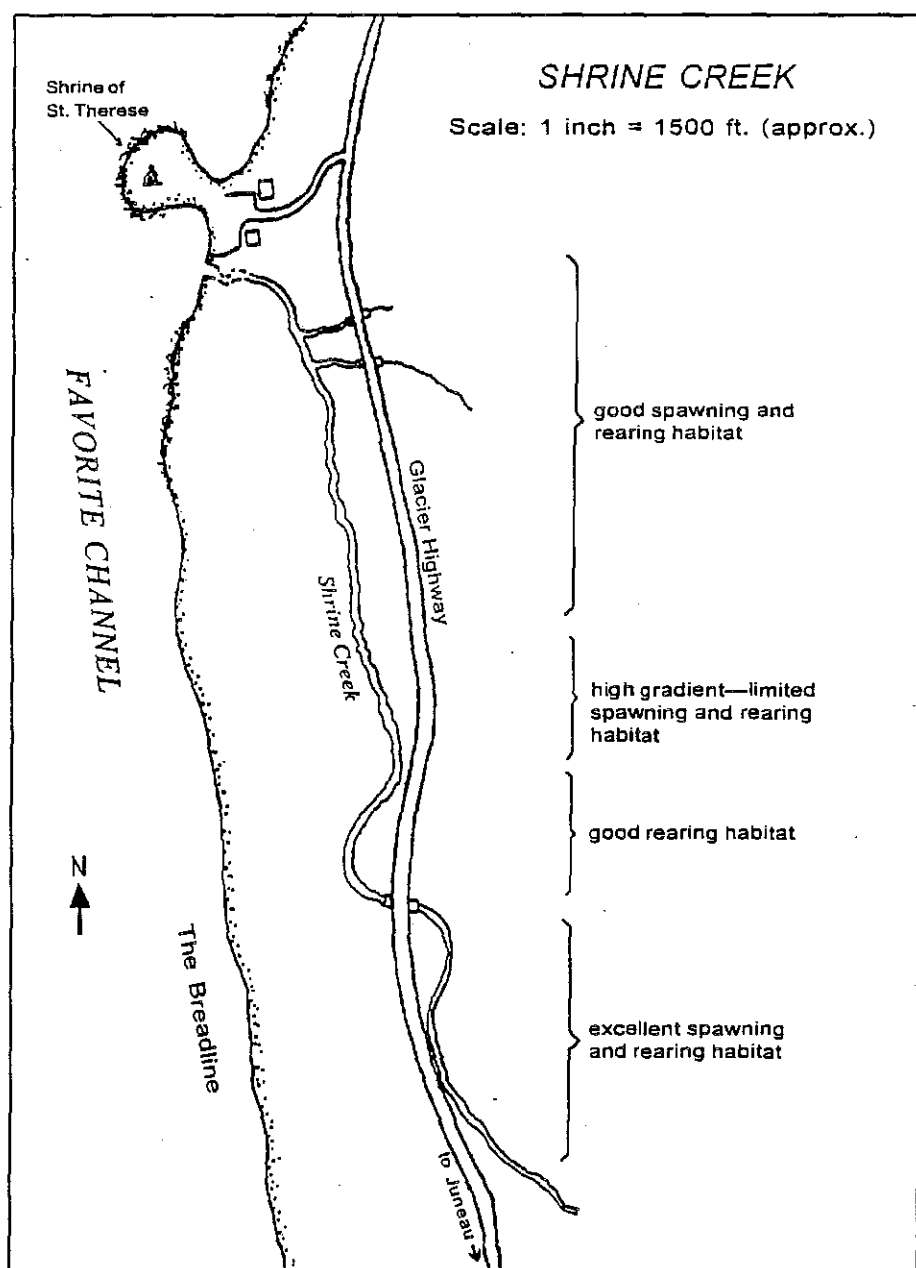 SHRINE CREEK
Scale: 1 inch = 1500 ft. (approx.)
Shrine of
St. Therese
good spawning and
rearing habitat
FAVORITE CHANNEL
Glacier Highway
Shrine Creek
high gradient—limited
spawning and rearing
habitat
good rearing habitat
N
The Breadline
excellent spawning
and rearing habitat
to Juneau